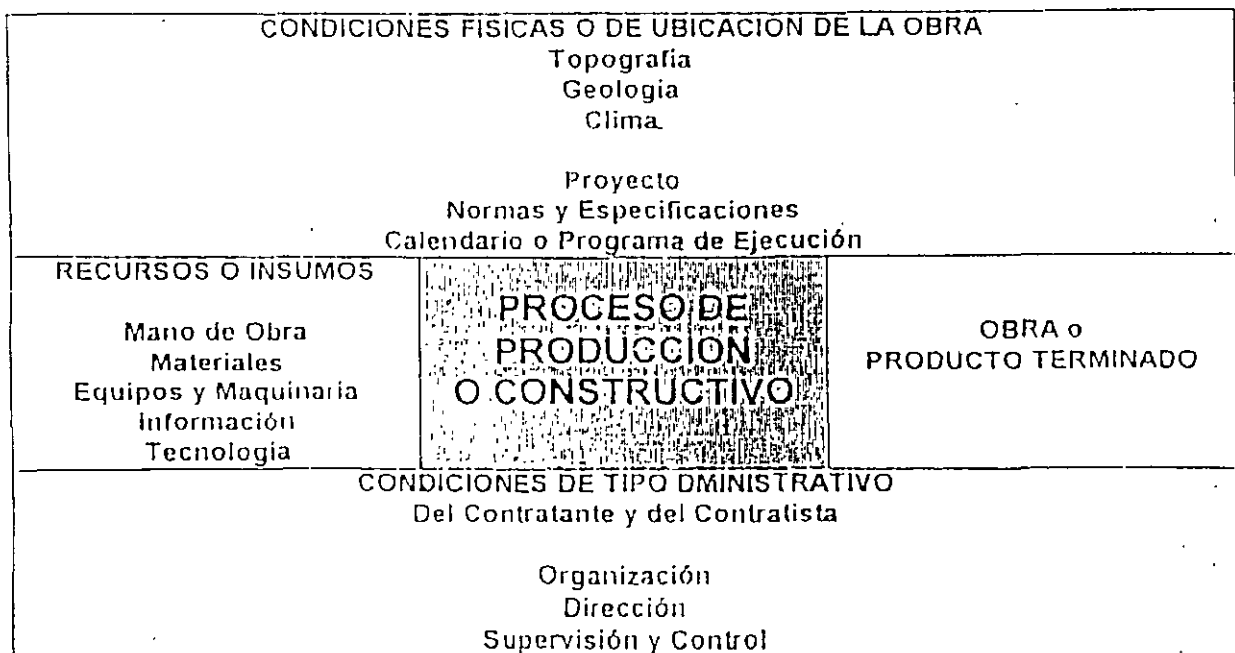 CONDICIONES FISICAS O DE UBICACION DE LA OBRA
Topografia
Geologia
Clima
Proyecto
Normas y Especificaciones
Calendario o Programa de Ejecución
RECURSOS O INSUMOS
Mano de Obra
Materiales
Equipos y Maquinaria
Información
Tecnologia
PROCESO DE
PRODUCCION
O CONSTRUCTIVO
OBRA o
PRODUCTO TERMINADO
CONDICIONES DE TIPO DMINISTRATIVO
Del Contratante y del Contratista
Organización
Dirección
Supervisión y Control